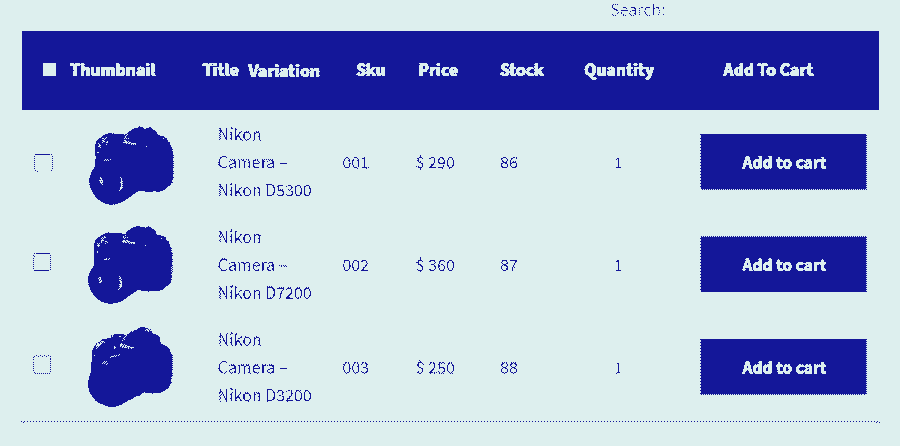 Search:
Thumbnail Title Variation Sku Price Stock Quantity Add To Cart
Nikon
Camera –
Nikon D5300
001 $ 290 86 1 Add to cart
Nikon
Camera –
Nikon D7200
002 $ 360 87 1 Add to cart
Nikon
Camera –
Nikon D3200
003 $ 250 88 1 Add to cart